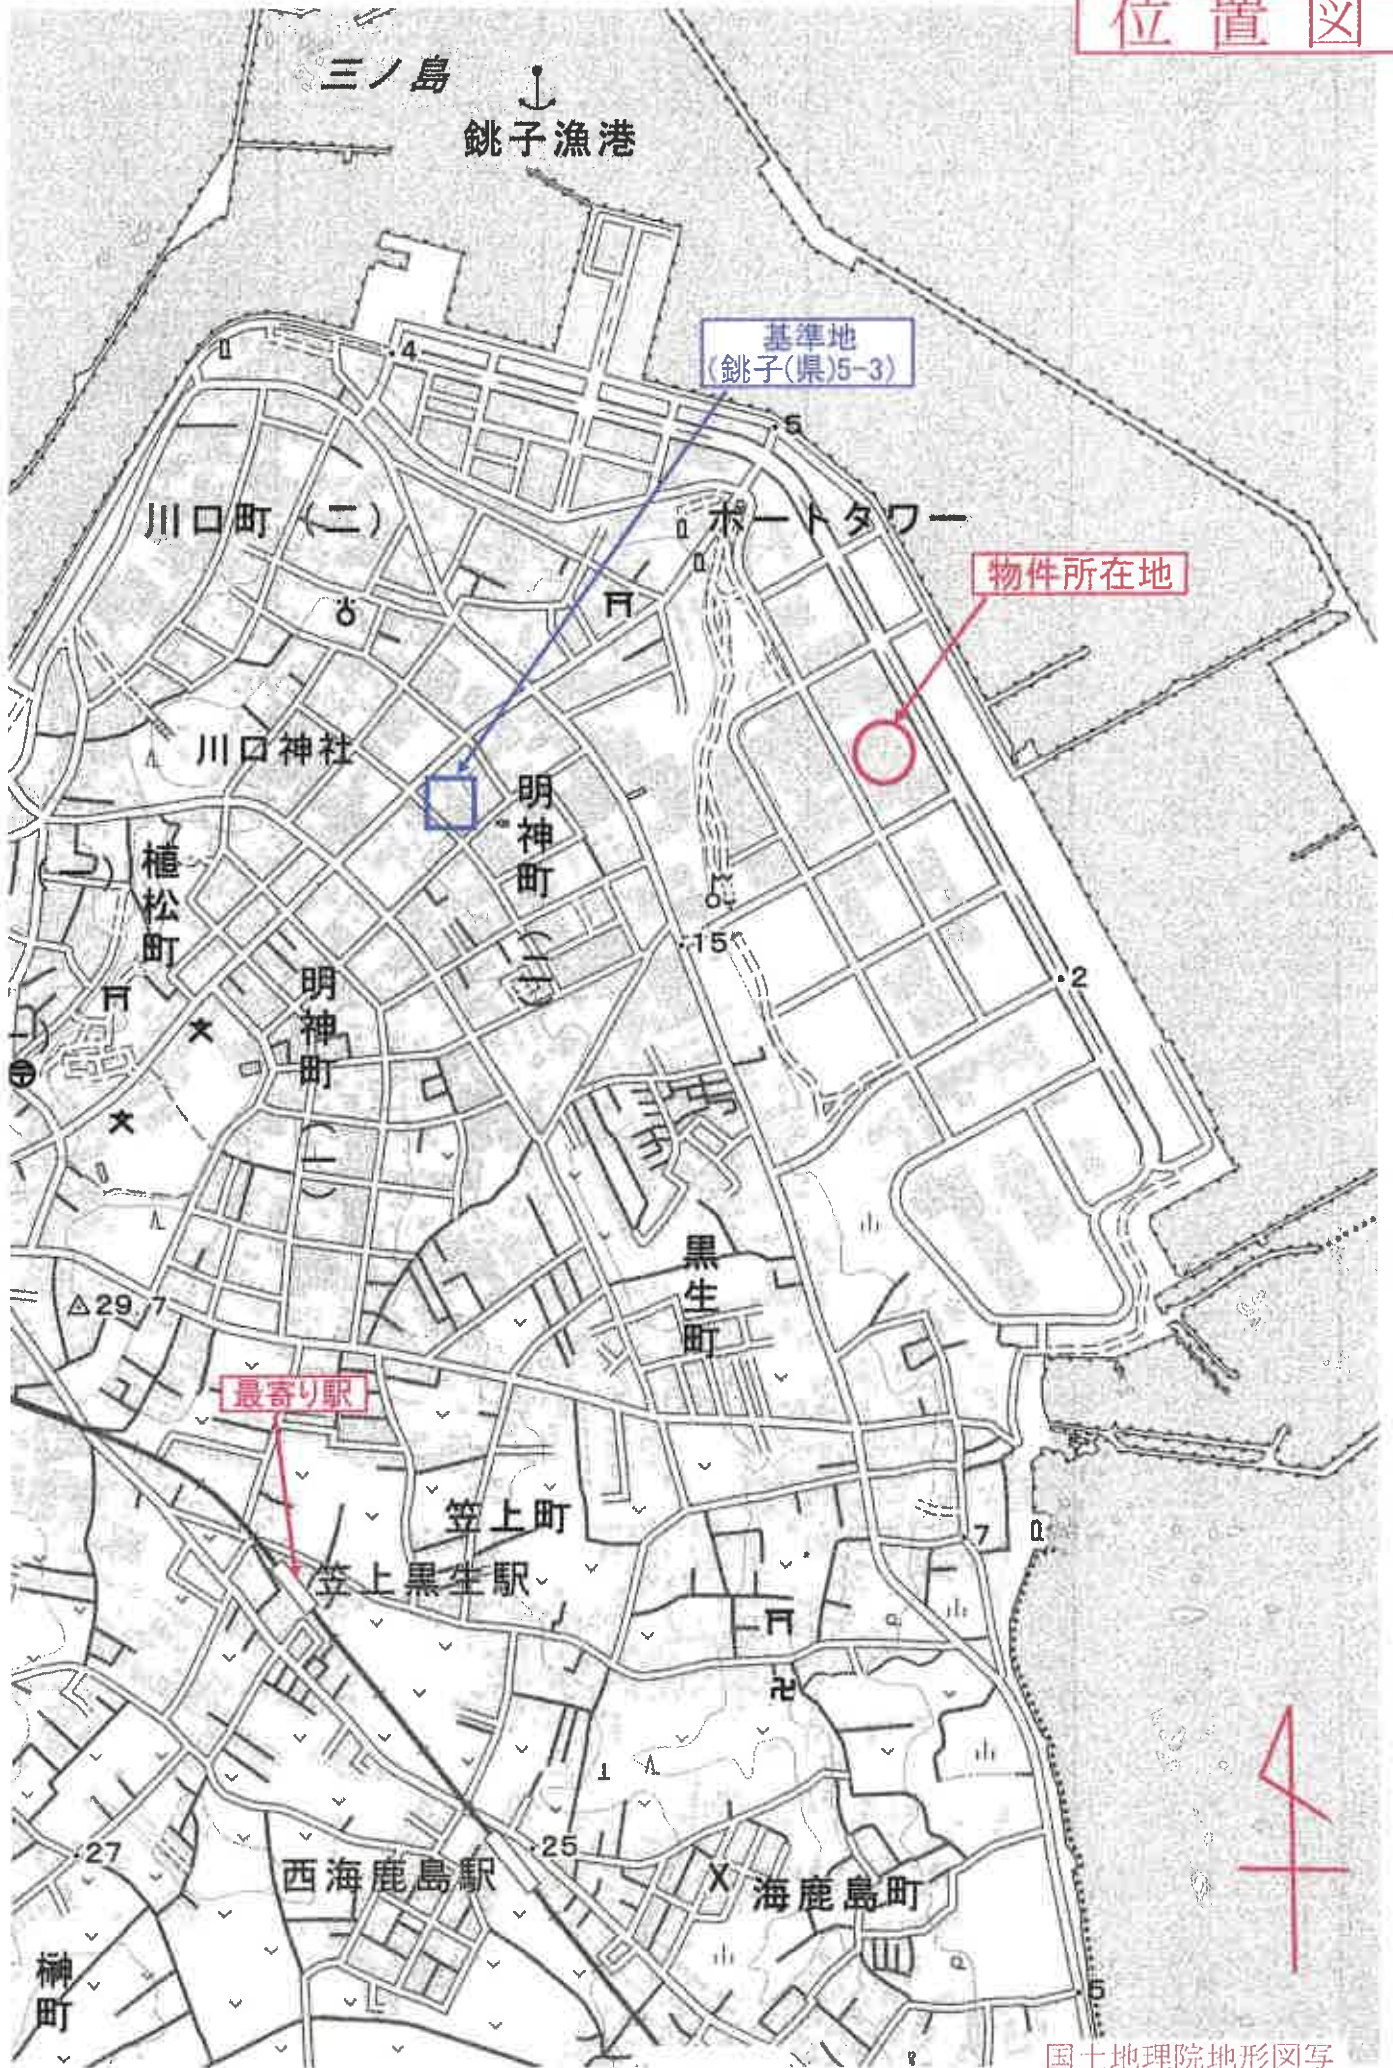 位置図
三ノ島
銚子漁港
4
基準地
(銚子(県)5-3)
5
川口町(二)
ポートタワー
物件所在地
川口神社
明神町(二)
植松町
15
2
明神町(一)
黒生町
29.7
最寄り駅
笠上町
7
笠上黒生駅
25
27
西海鹿島駅
海鹿島町
榊町
5
国土地理院地形図写